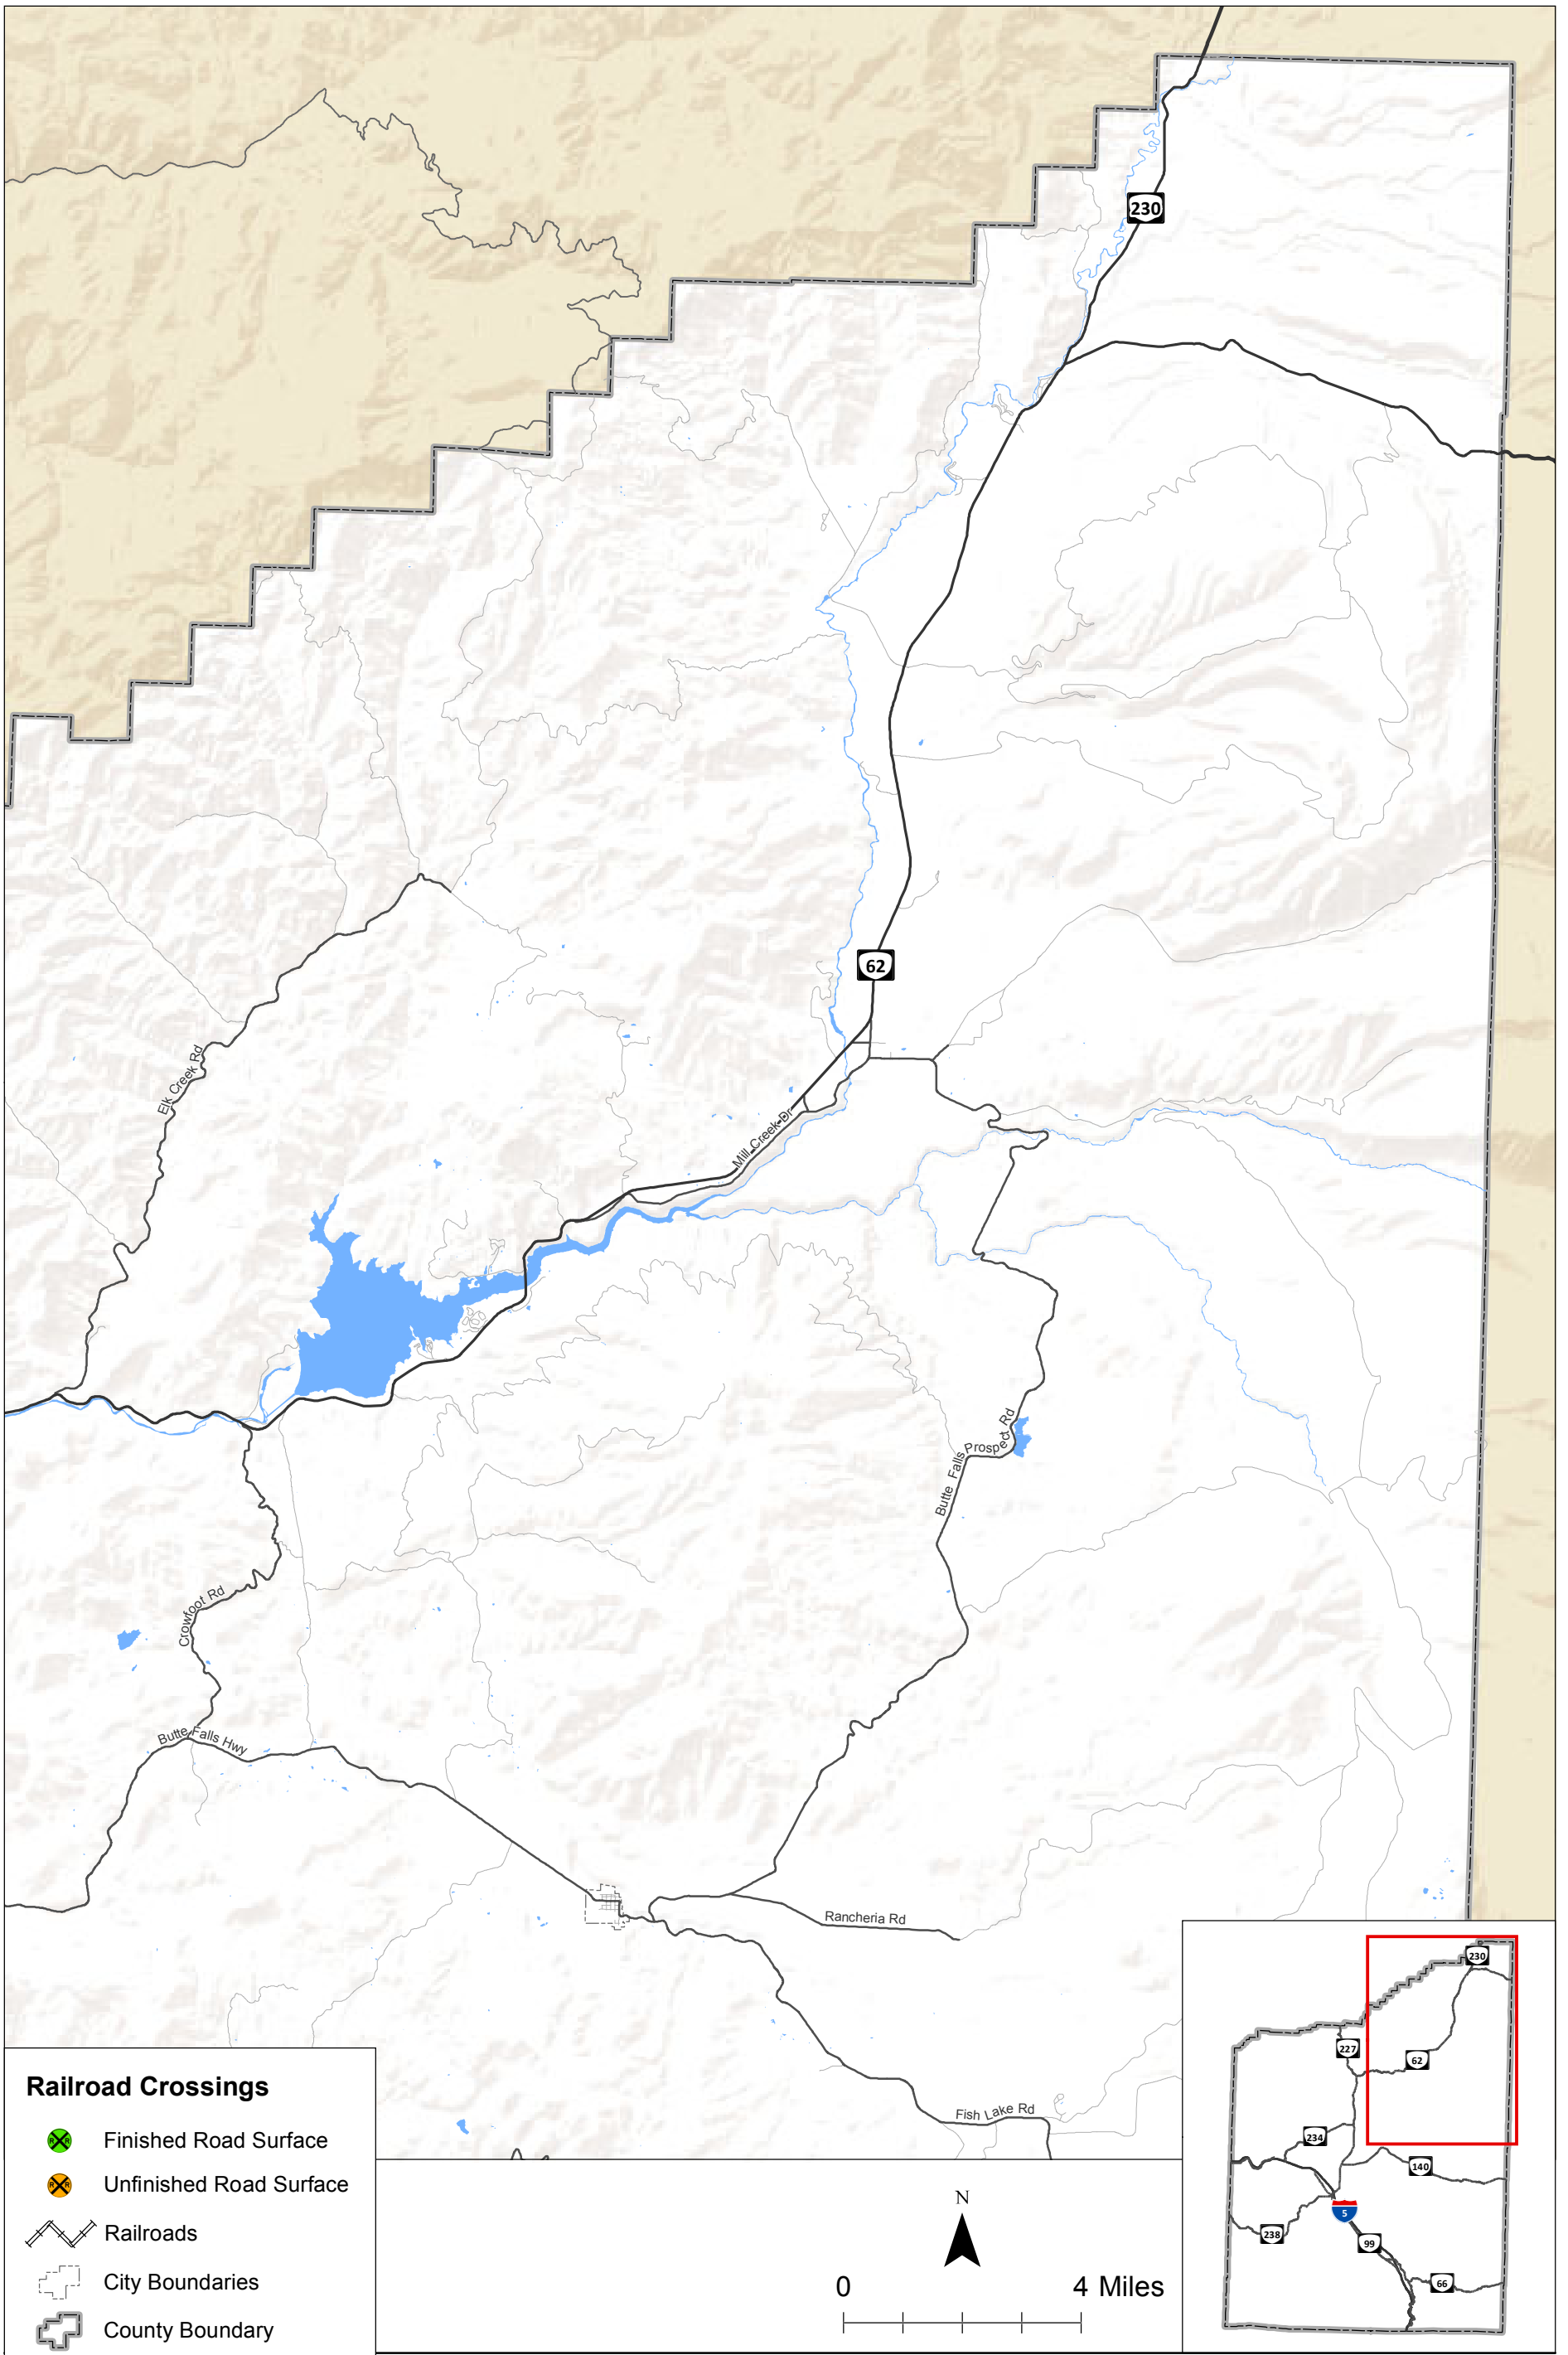 230
62
Elk Creek Rd
Mill Creek Dr
Butte Falls Prospect Rd
Crowfoot Rd
Butte Falls Hwy
Rancheria Rd
Fish Lake Rd
Railroad Crossings
Finished Road Surface
Unfinished Road Surface
Railroads
City Boundaries
County Boundary
N
0 4 Miles
230
227
62
234
140
5
238
99
66